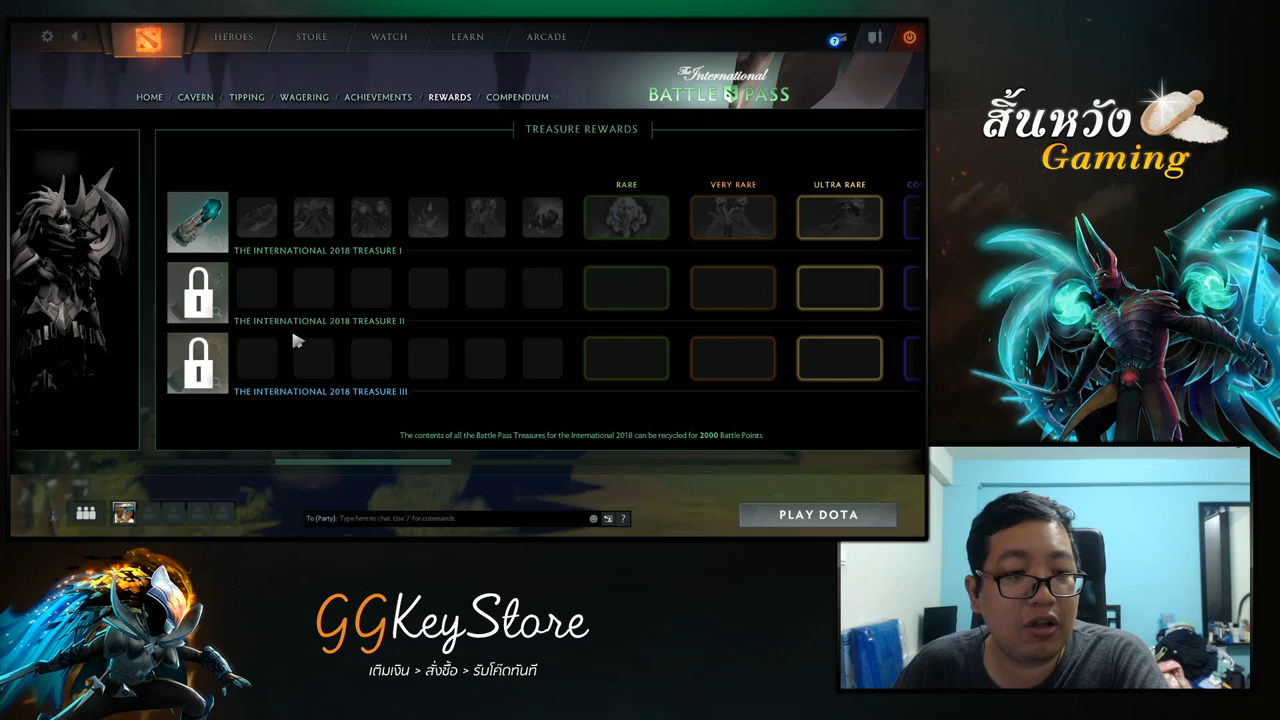 HEROES
STORE
WATCH
LEARN
ARCADE
7
The International
BATTLE PASS
HOME / CAVERN / TIPPING / WAGERING / ACHIEVEMENTS / REWARDS / COMPENDIUM
TREASURE REWARDS
RARE
VERY RARE
ULTRA RARE
THE INTERNATIONAL 2018 TREASURE I
THE INTERNATIONAL 2018 TREASURE II
THE INTERNATIONAL 2018 TREASURE III
The contents of all the Battle Pass Treasures for the International 2018 can be recycled for 2000 Battle Points.
To (Party): Type here to chat. Use '/' for commands.
?
PLAY DOTA
สิ้นหวัง
Gaming
GGKeyStore
เติมเงิน > สั่งซื้อ > รับโค๊ดทันที